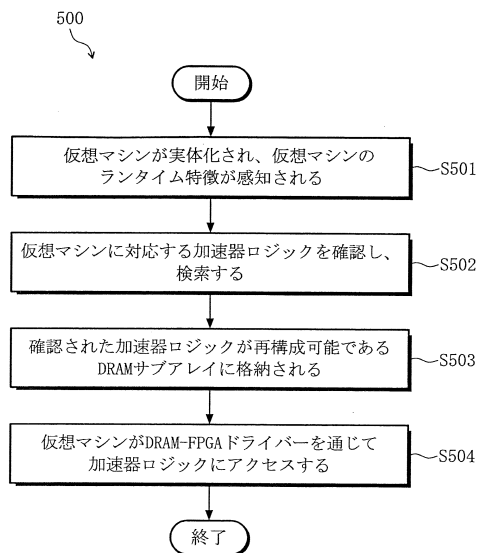 500
開始
仮想マシンが実体化され、仮想マシンの
ランタイム特徴が感知される
S501
仮想マシンに対応する加速器ロジックを確認し、
検索する
S502
確認された加速器ロジックが再構成可能である
DRAMサブアレイに格納される
S503
仮想マシンがDRAM-FPGAドライバーを通じて
加速器ロジックにアクセスする
S504
終了